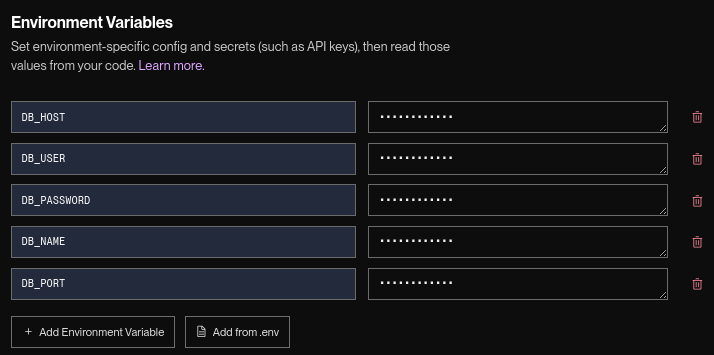 Environment Variables
Set environment-specific config and secrets (such as API keys), then read those
values from your code. Learn more.
DB_HOST ············
DB_USER ············
DB_PASSWORD ············
DB_NAME ············
DB_PORT ············
+ Add Environment Variable Add from .env